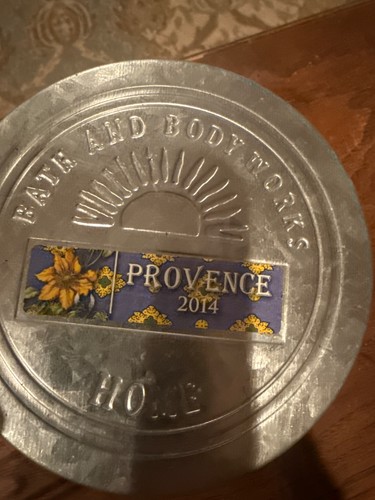 BATH AND BODY WORKS
PROVENCE
2014
HOME